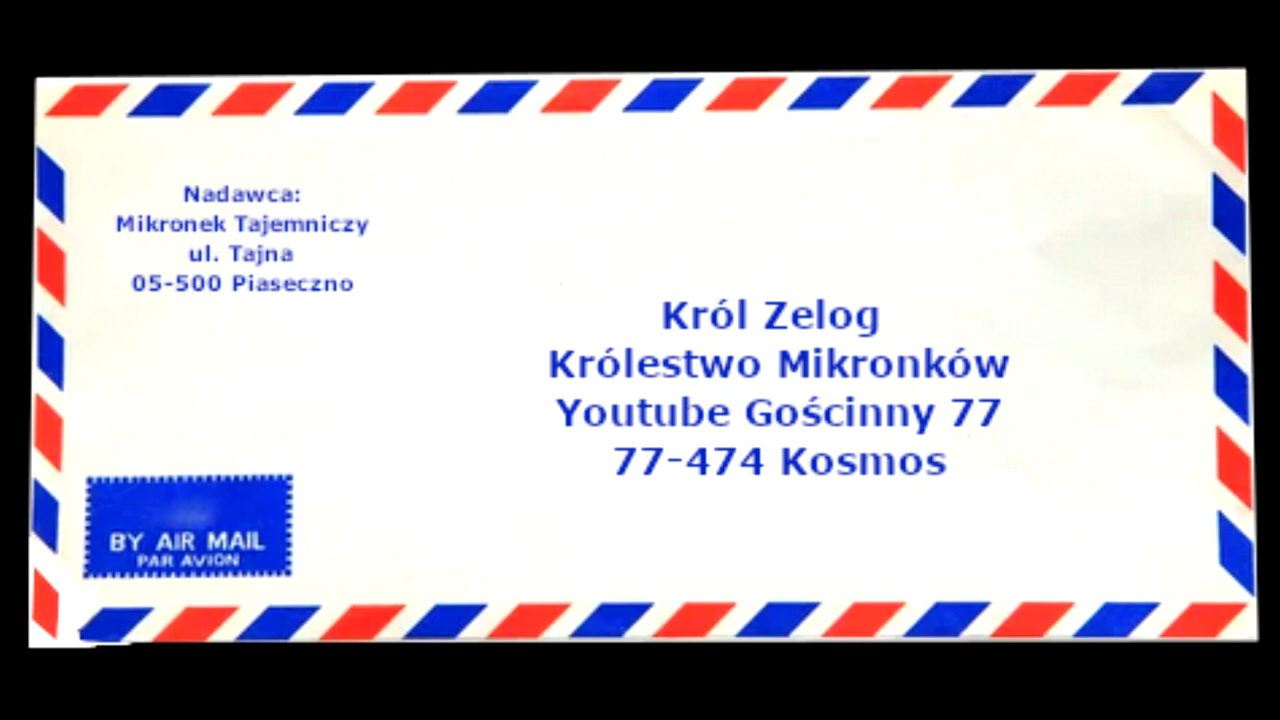 Nadawca:
Mikronek Tajemniczy
ul. Tajna
05-500 Piaseczno
Król Zelog
Królestwo Mikronków
Youtube Gościnny 77
77-474 Kosmos
BY AIR MAIL
PAR AVION